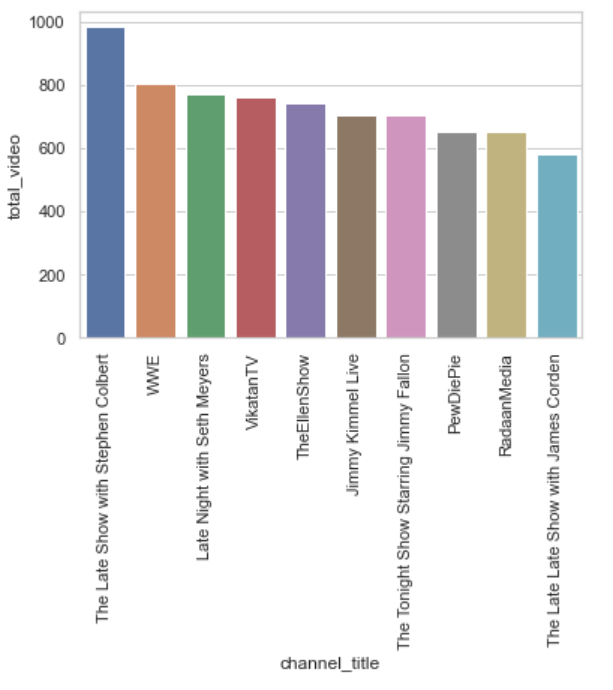 1000
800
600
400
200
0
total_video
The Late Show with Stephen Colbert
WWE
Late Night with Seth Meyers
VikatanTV
TheEllenShow
Jimmy Kimmel Live
The Tonight Show Starring Jimmy Fallon
PewDiePie
RadaanMedia
The Late Late Show with James Corden
channel_title